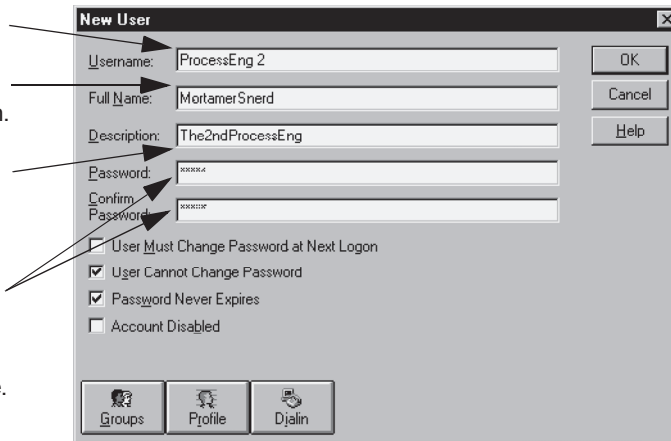 New User
Username: ProcessEng 2
OK
Full Name: MortamerSnerd
Cancel
Description: The2ndProcessEng
Help
Password: *****
Confirm
Password: ******
User Must Change Password at Next Logon
User Cannot Change Password
Password Never Expires
Account Disabled
Groups
Profile
Dialin